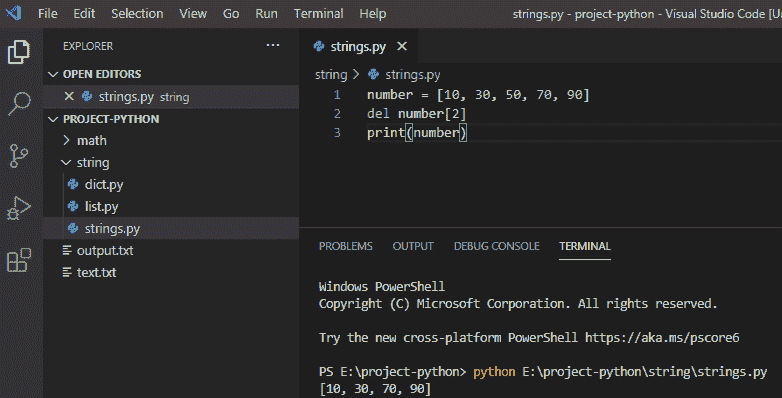 File Edit Selection View Go Run Terminal Help strings.py - project-python - Visual Studio Code [Un
EXPLORER
OPEN EDITORS
strings.py string
PROJECT-PYTHON
math
string
dict.py
list.py
strings.py
output.txt
text.txt
strings.py
string > strings.py
1 number = [10, 30, 50, 70, 90]
2 del number[2]
3 print(number)
PROBLEMS OUTPUT DEBUG CONSOLE TERMINAL
Windows PowerShell
Copyright (C) Microsoft Corporation. All rights reserved.
Try the new cross-platform PowerShell https://aka.ms/pscore6
PS E:\project-python> python E:\project-python\string\strings.py
[10, 30, 70, 90]